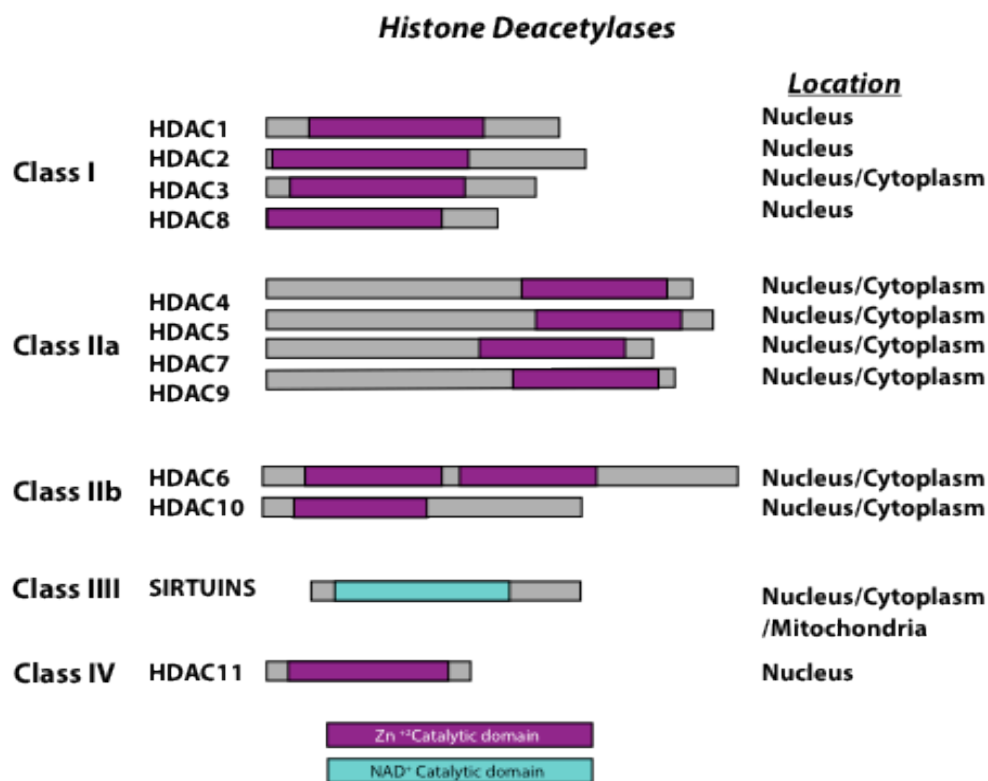 Histone Deacetylases
Location
Class I
HDAC1 Nucleus
HDAC2 Nucleus
HDAC3 Nucleus/Cytoplasm
HDAC8 Nucleus
Class IIa
HDAC4 Nucleus/Cytoplasm
HDAC5 Nucleus/Cytoplasm
HDAC7 Nucleus/Cytoplasm
HDAC9 Nucleus/Cytoplasm
Class IIb
HDAC6 Nucleus/Cytoplasm
HDAC10 Nucleus/Cytoplasm
Class IIII SIRTUINS Nucleus/Cytoplasm
/Mitochondria
Class IV HDAC11 Nucleus
Zn ⁺²Catalytic domain
NAD⁺ Catalytic domain